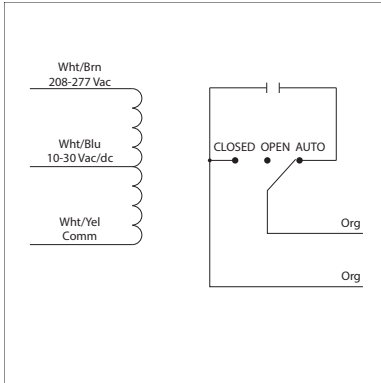 Wht/Brn
208-277 Vac
Wht/Blu
10-30 Vac/dc
Wht/Yel
Comm
CLOSED OPEN AUTO
Org
Org